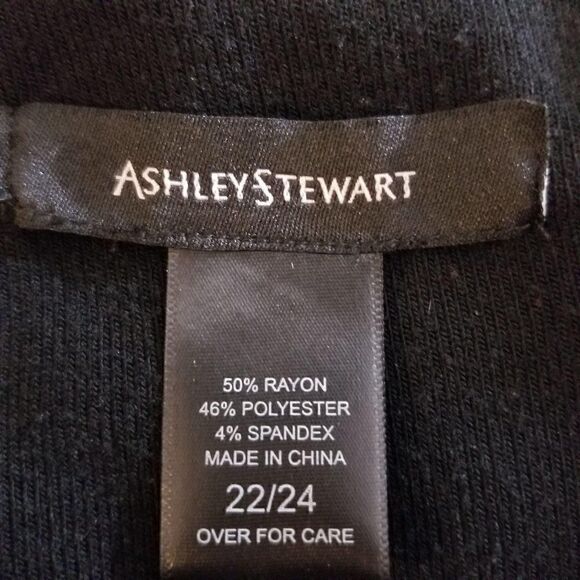 ASHLEY STEWART
50% RAYON
46% POLYESTER
4% SPANDEX
MADE IN CHINA
22/24
OVER FOR CARE